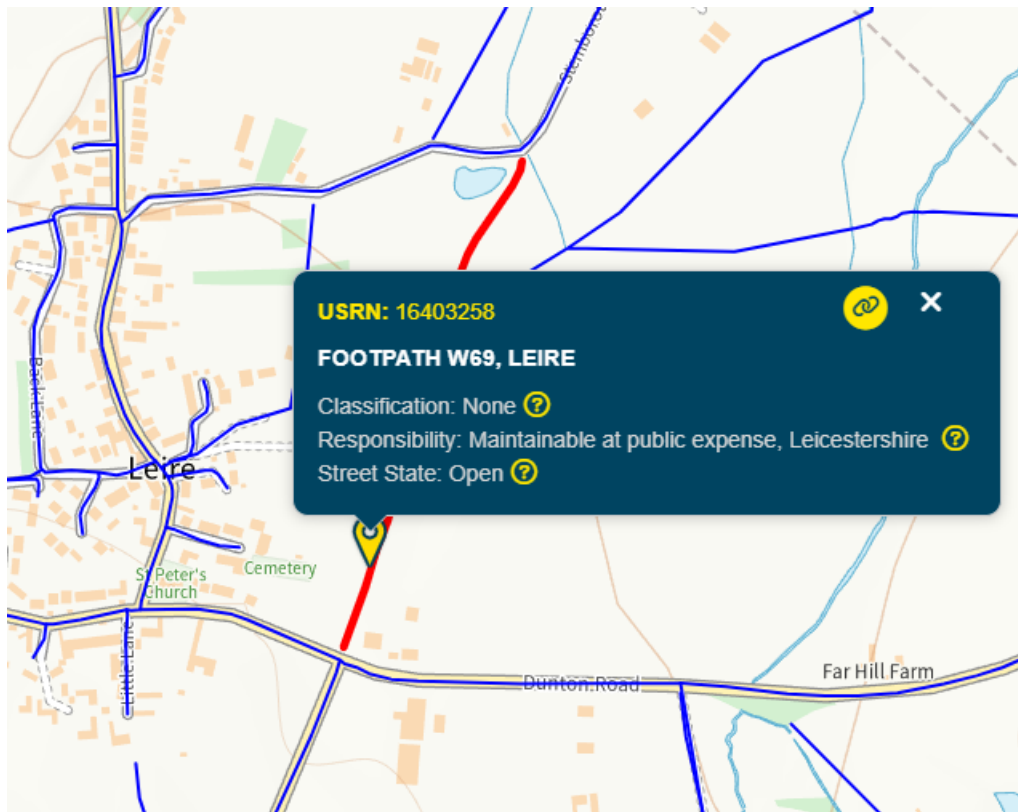 USRN: 16403258
FOOTPATH W69, LEIRE
Classification: None ?
Responsibility: Maintainable at public expense, Leicestershire ?
Street State: Open ?
Back Lane
Leire
St Peter's
Church
Cemetery
Little Lane
Dunton Road
Far Hill Farm